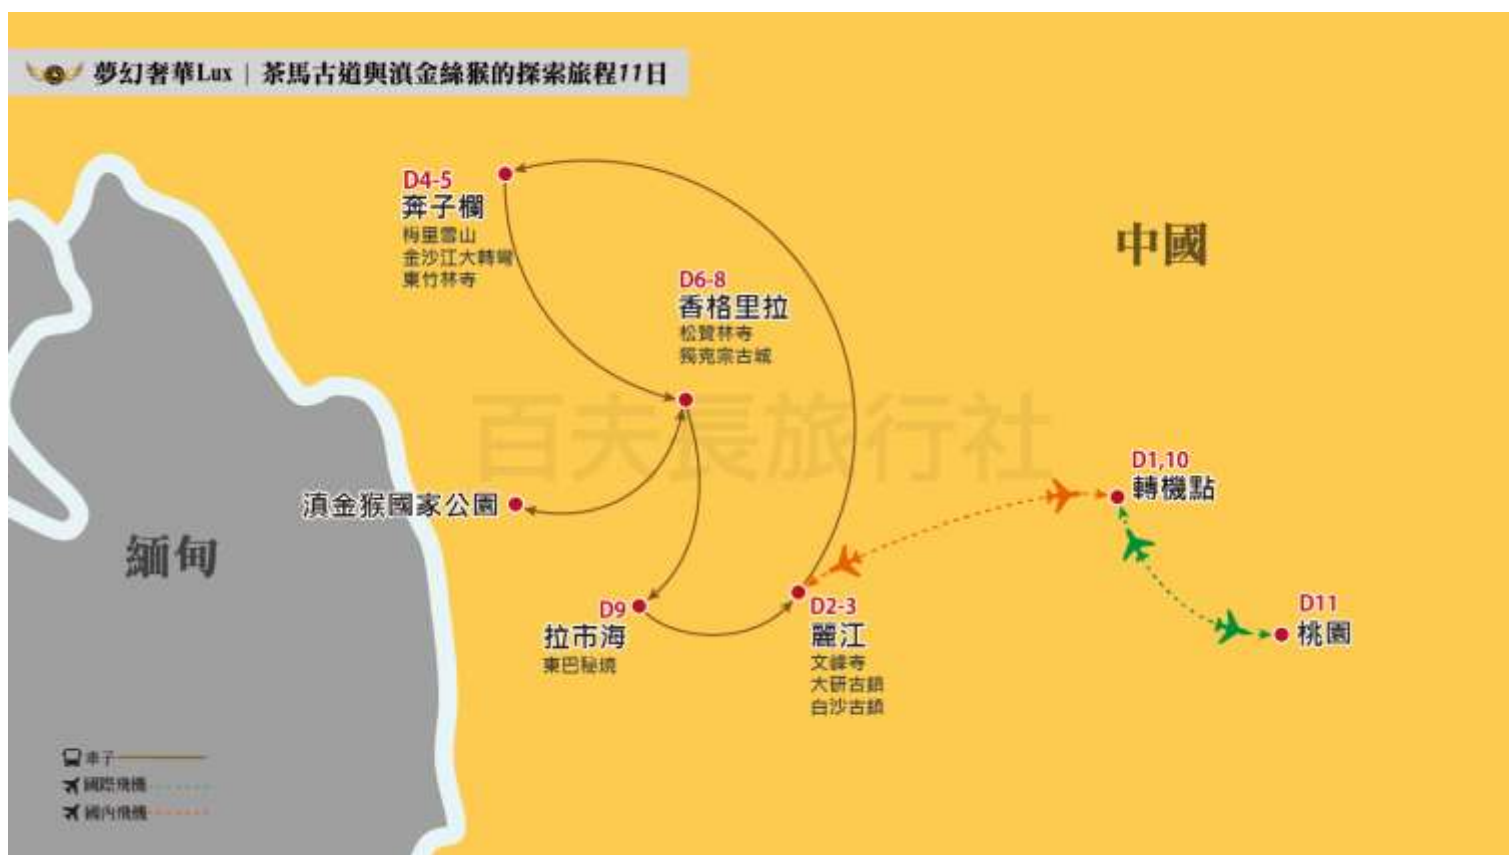 夢幻奢華Lux | 茶馬古道與滇金絲猴的探索旅程11日
D4-5
奔子欄
梅里雪山
金沙江大轉彎
東竹林寺
中國
D6-8
香格里拉
松贊林寺
獨克宗古城
百夫長旅行社
D1,10
轉機點
滇金猴國家公園
緬甸
D9
拉市海
東巴秘境
D2-3
麗江
文峰寺
大研古鎮
白沙古鎮
D11
桃園
車子
國際飛機
國內飛機